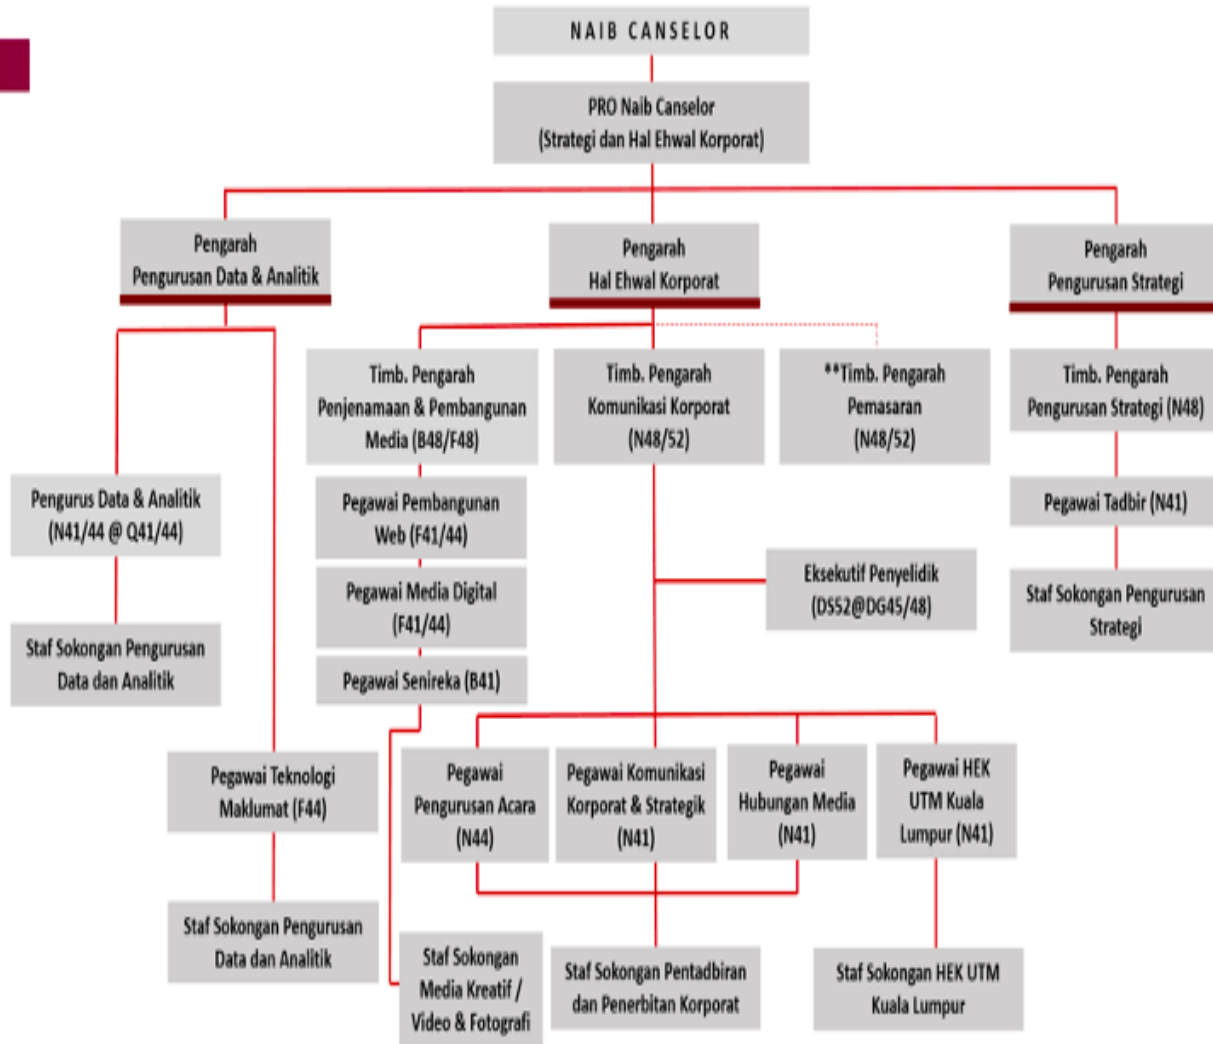 NAIB CANSELOR
PRO Naib Canselor
(Strategi dan Hal Ehwal Korporat)
Pengarah
Pengurusan Data & Analitik
Pengarah
Hal Ehwal Korporat
Pengarah
Pengurusan Strategi
Timb. Pengarah
Penjenamaan & Pembangunan
Media (B48/F48)
Timb. Pengarah
Komunikasi Korporat
(N48/52)
**Timb. Pengarah
Pemasaran
(N48/52)
Timb. Pengarah
Pengurusan Strategi (N48)
Pengurus Data & Analitik
(N41/44 @ Q41/44)
Pegawai Pembangunan
Web (F41/44)
Pegawai Tadbir (N41)
Pegawai Media Digital
(F41/44)
Eksekutif Penyelidik
(DS52@DG45/48)
Staf Sokongan Pengurusan
Strategi
Staf Sokongan Pengurusan
Data dan Analitik
Pegawai Senireka (B41)
Pegawai Teknologi
Maklumat (F44)
Pegawai
Pengurusan Acara
(N44)
Pegawai Komunikasi
Korporat & Strategik
(N41)
Pegawai
Hubungan Media
(N41)
Pegawai HEK
UTM Kuala
Lumpur (N41)
Staf Sokongan Pengurusan
Data dan Analitik
Staf Sokongan
Media Kreatif /
Video & Fotografi
Staf Sokongan Pentadbiran
dan Penerbitan Korporat
Staf Sokongan HEK UTM
Kuala Lumpur